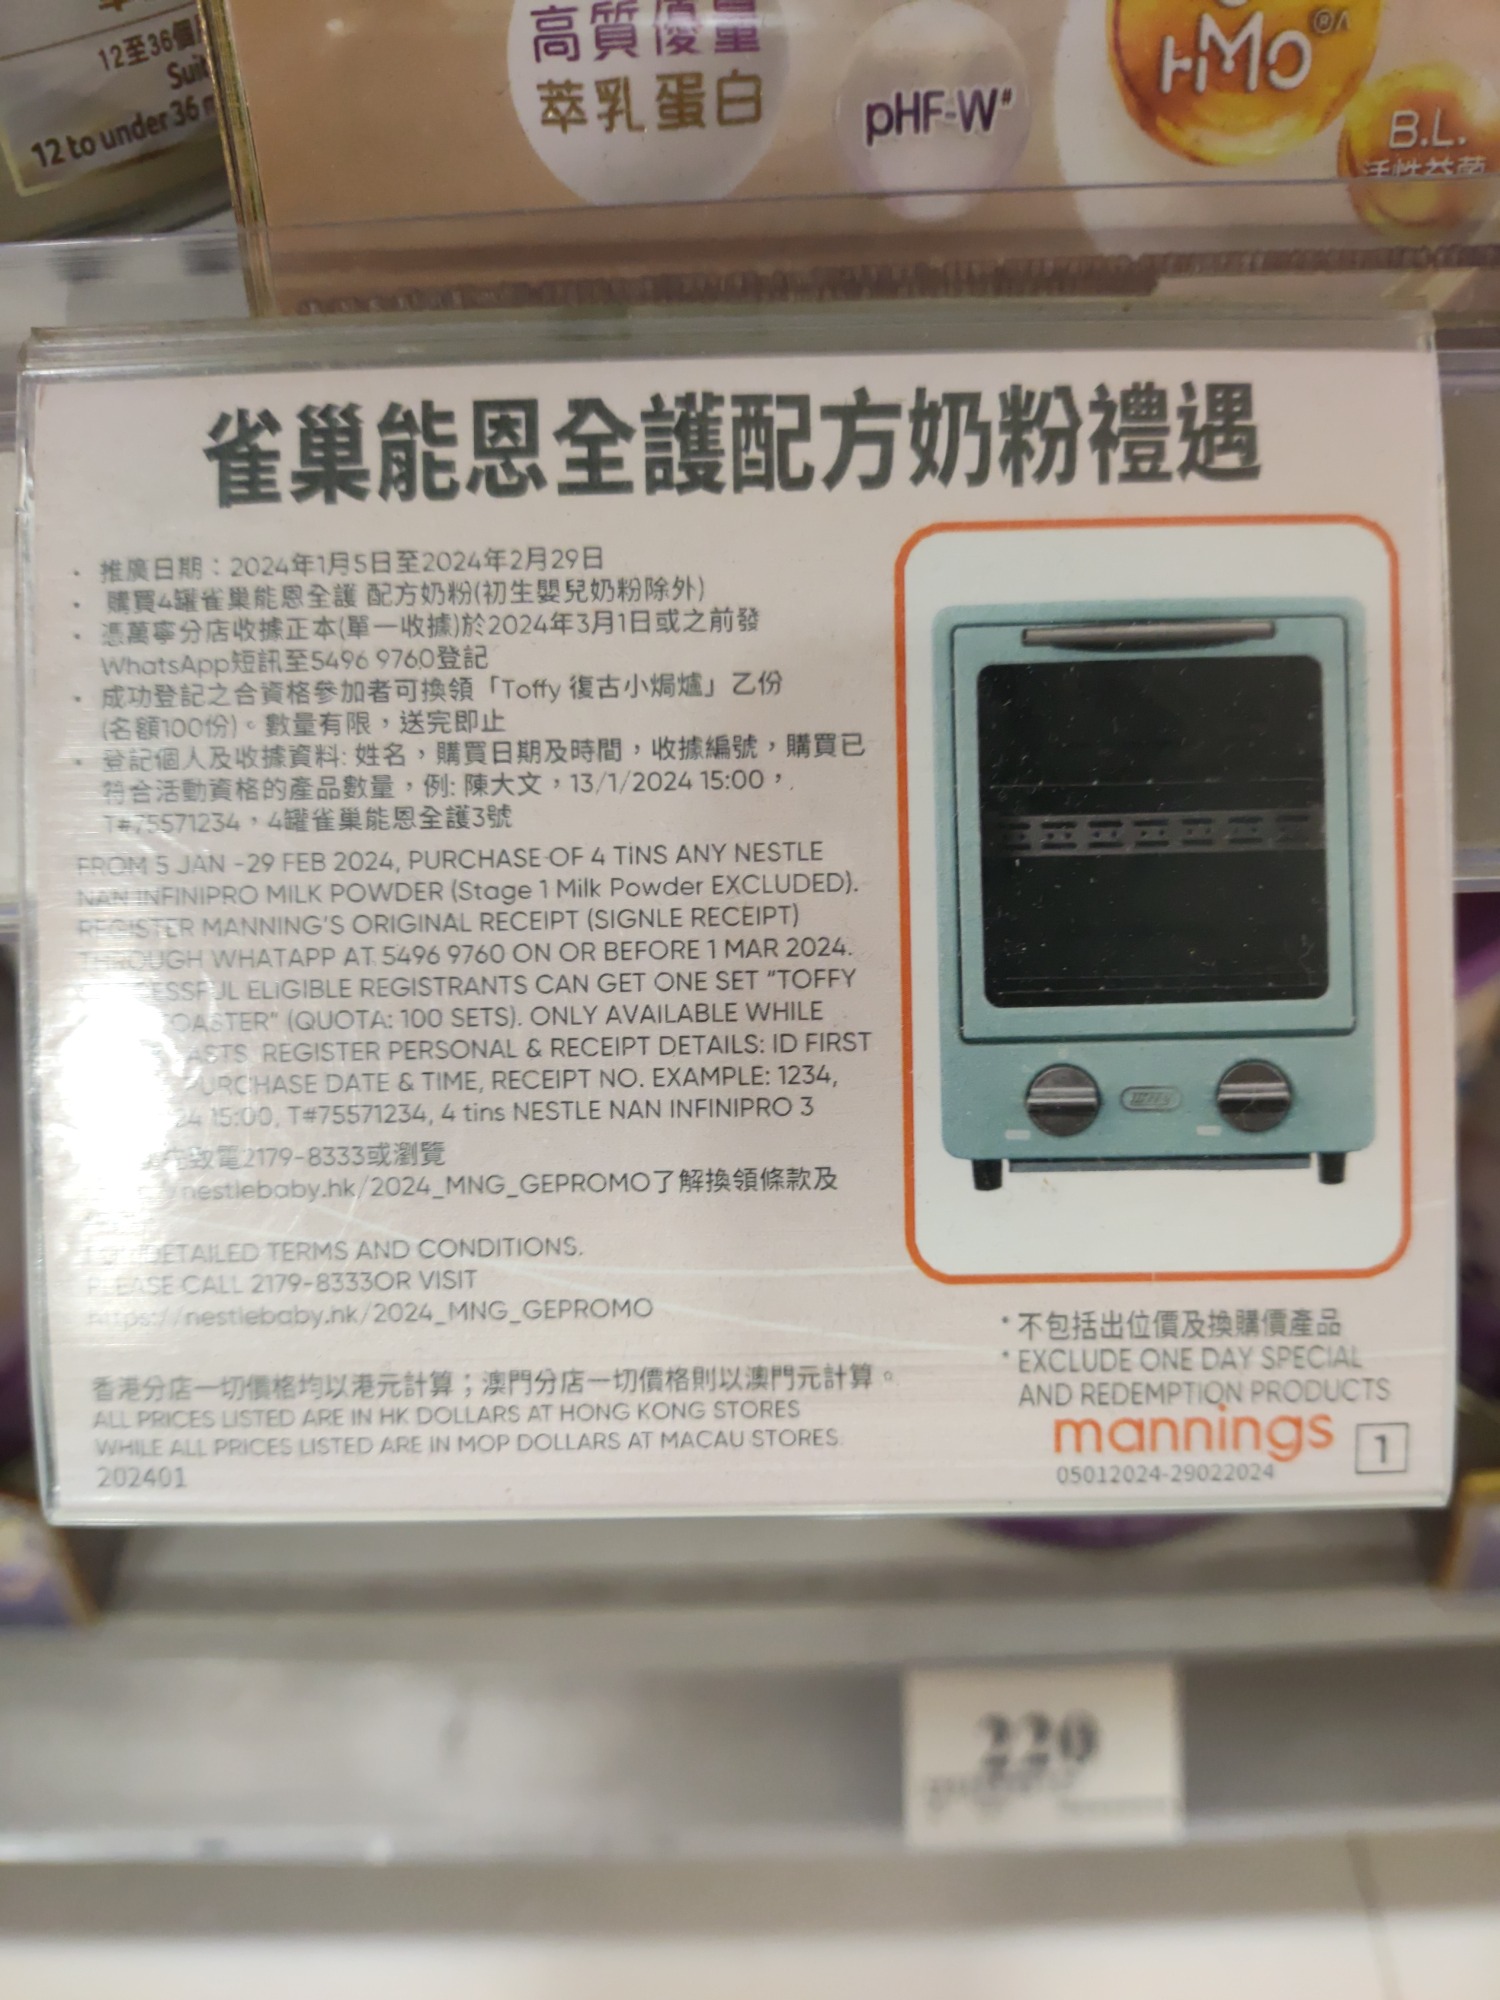 12至36個
Suit
12 to under 36 m
高質優量
萃乳蛋白
pHF-W#
HMO
B.L.
活性益菌
雀巢能恩全護配方奶粉禮遇
· 推廣日期：2024年1月5日至2024年2月29日
· 購買4罐雀巢能恩全護 配方奶粉(初生嬰兒奶粉除外)
· 憑萬寧分店收據正本(單一收據)於2024年3月1日或之前發
WhatsApp短訊至5496 9760登記
· 成功登記之合資格參加者可換領「Toffy 復古小焗爐」乙份
(名額100份)。數量有限，送完即止
· 登記個人及收據資料: 姓名，購買日期及時間，收據編號，購買已
符合活動資格的產品數量，例: 陳大文，13/1/2024 15:00，
T#75571234，4罐雀巢能恩全護3號
FROM 5 JAN -29 FEB 2024, PURCHASE OF 4 TINS ANY NESTLE
NAN INFINIPRO MILK POWDER (Stage 1 Milk Powder EXCLUDED).
REGISTER MANNING'S ORIGINAL RECEIPT (SIGNLE RECEIPT)
THROUGH WHATAPP AT 5496 9760 ON OR BEFORE 1 MAR 2024.
ESSFUL ELIGIBLE REGISTRANTS CAN GET ONE SET "TOFFY
OASTER" (QUOTA: 100 SETS). ONLY AVAILABLE WHILE
ASTS. REGISTER PERSONAL & RECEIPT DETAILS: ID FIRST
PURCHASE DATE & TIME, RECEIPT NO. EXAMPLE: 1234,
24 15:00, T#75571234, 4 tins NESTLE NAN INFINIPRO 3
致電2179-8333或瀏覽
/nestlebaby.hk/2024_MNG_GEPROMO了解換領條款及
DETAILED TERMS AND CONDITIONS.
PLEASE CALL 2179-8333OR VISIT
https://nestlebaby.hk/2024_MNG_GEPROMO
Toffy
*不包括出位價及換購價產品
*EXCLUDE ONE DAY SPECIAL
AND REDEMPTION PRODUCTS
香港分店一切價格均以港元計算；澳門分店一切價格則以澳門元計算。
ALL PRICES LISTED ARE IN HK DOLLARS AT HONG KONG STORES
WHILE ALL PRICES LISTED ARE IN MOP DOLLARS AT MACAU STORES.
202401
mannings
05012024-29022024
1
220